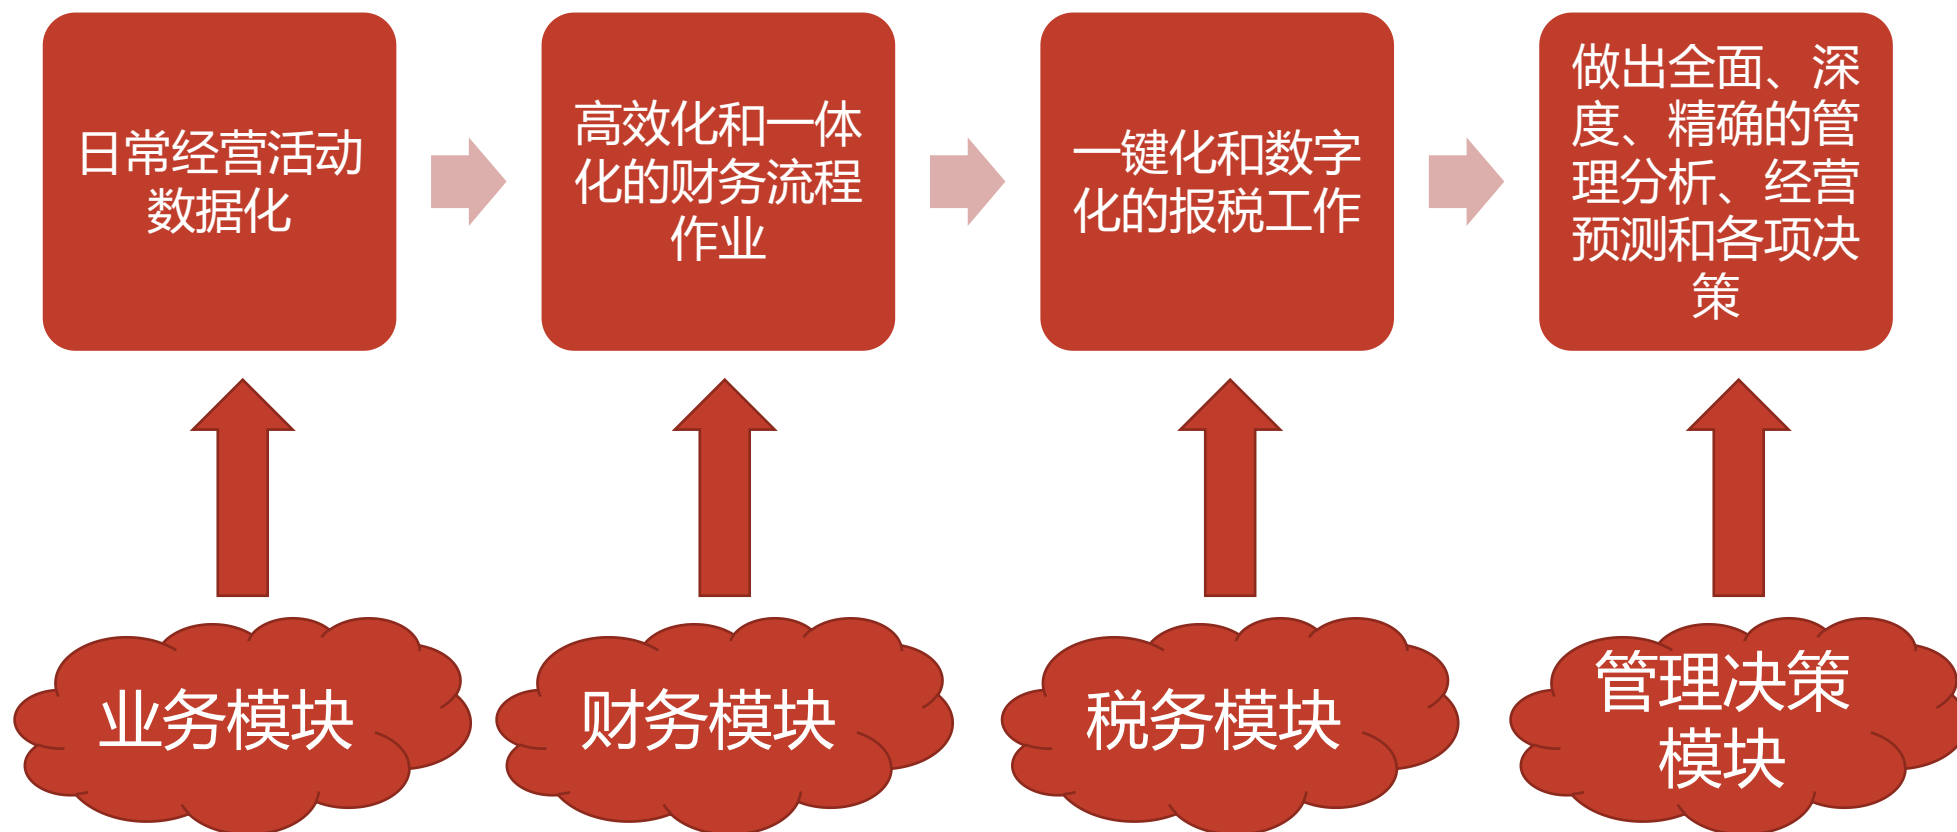 日常经营活动
数据化
高效化和一体
化的财务流程
作业
一键化和数字
化的报税工作
做出全面、深
度、精确的管
理分析、经营
预测和各项决
策
业务模块
财务模块
税务模块
管理决策
模块